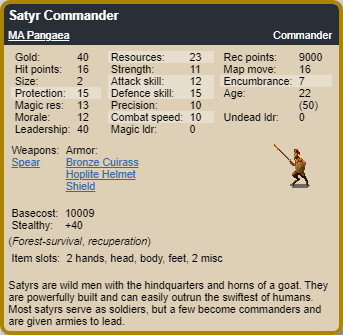 Satyr Commander
MA Pangaea Commander
Gold: 40 Resources: 23 Rec points: 9000
Hit points: 16 Strength: 11 Map move: 16
Size: 2 Attack skill: 12 Encumbrance: 7
Protection: 15 Defence skill: 15 Age: 22
Magic res: 13 Precision: 10 (50)
Morale: 12 Combat speed: 10 Undead ldr: 0
Leadership: 40 Magic ldr: 0
Weapons: Armor:
Spear Bronze Cuirass
Hoplite Helmet
Shield
Basecost: 10009
Stealthy: +40
(Forest-survival, recuperation)
Item slots: 2 hands, head, body, feet, 2 misc
Satyrs are wild men with the hindquarters and horns of a goat. They
are powerfully built and can easily outrun the swiftest of humans.
Most satyrs serve as soldiers, but a few become commanders and
are given armies to lead.